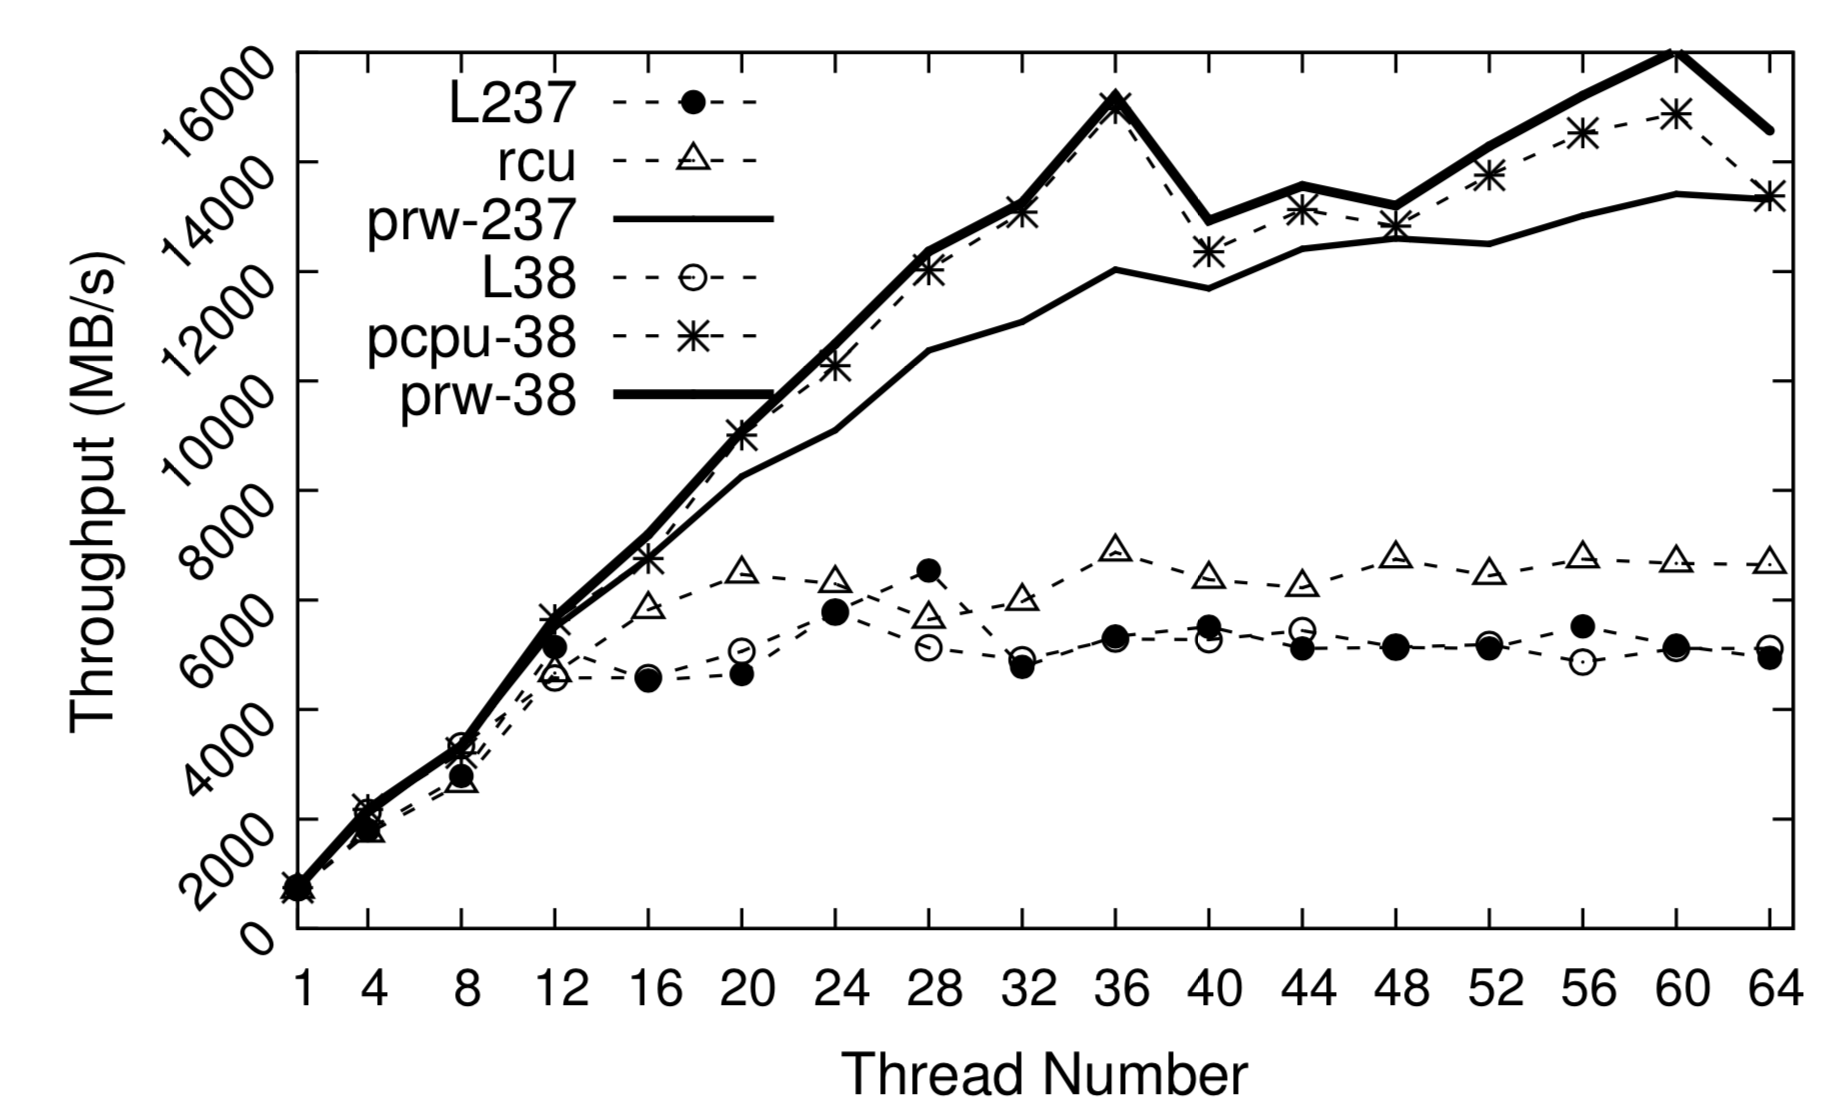 16000
14000
12000
10000
8000
6000
4000
2000
0
Throughput (MB/s)
L237
rcu
prw-237
L38
pcpu-38
prw-38
1 4 8 12 16 20 24 28 32 36 40 44 48 52 56 60 64
Thread Number